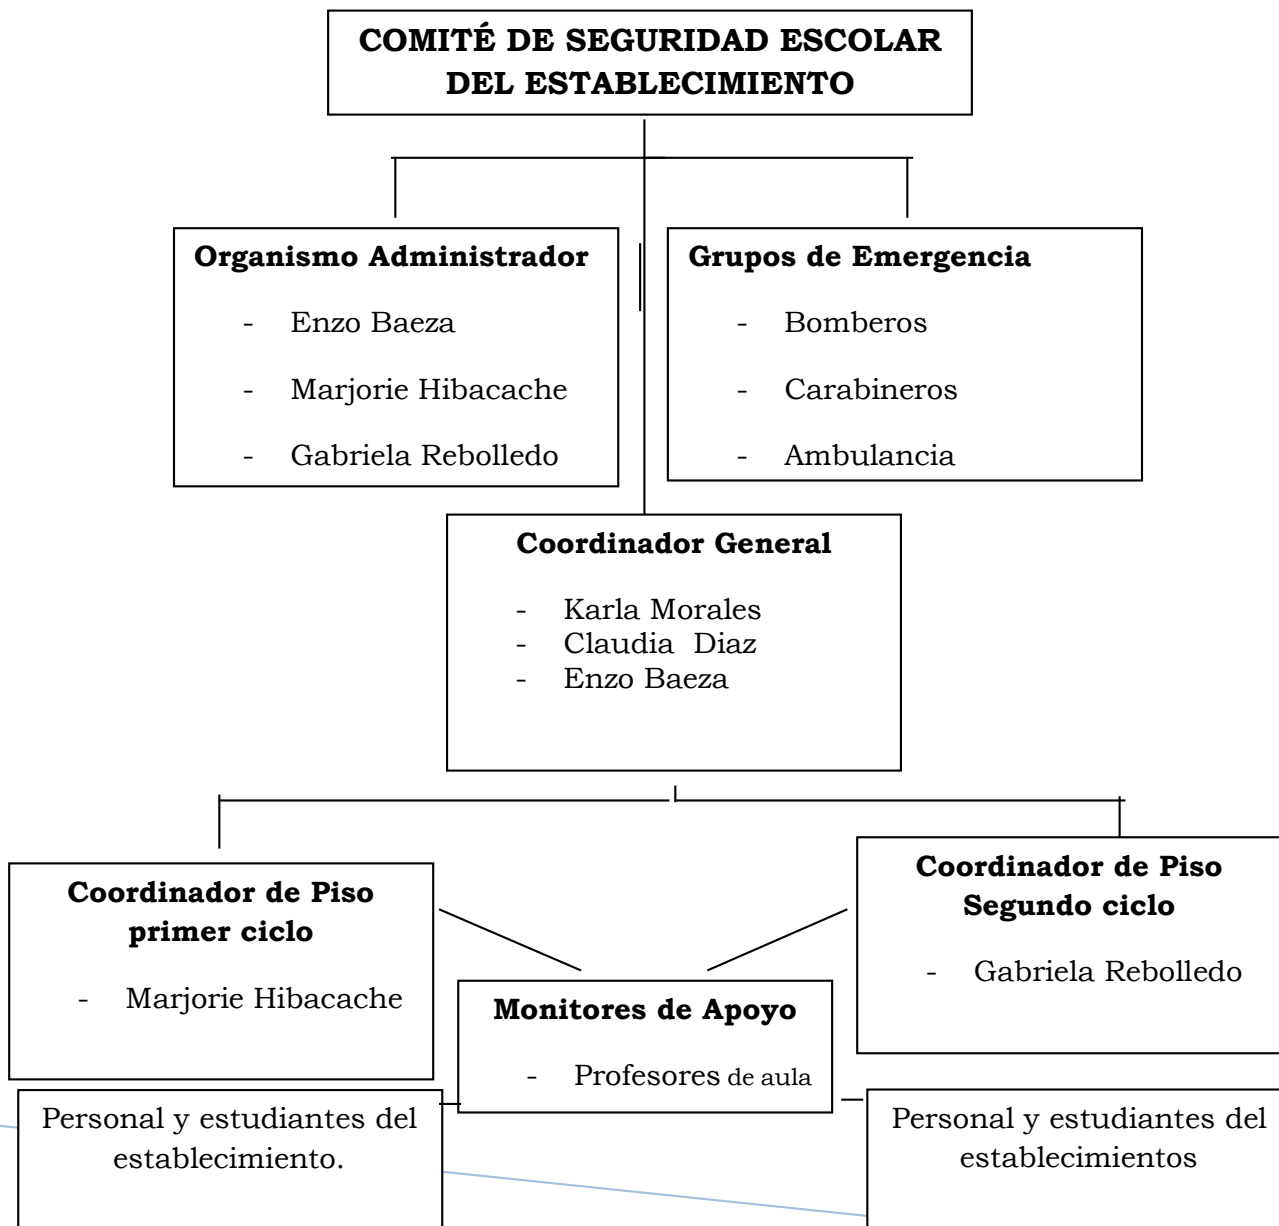 COMITÉ DE SEGURIDAD ESCOLAR
DEL ESTABLECIMIENTO
Organismo Administrador
- Enzo Baeza
- Marjorie Hibacache
- Gabriela Rebolledo
Grupos de Emergencia
- Bomberos
- Carabineros
- Ambulancia
Coordinador General
- Karla Morales
- Claudia Diaz
- Enzo Baeza
Coordinador de Piso
primer ciclo
- Marjorie Hibacache
Coordinador de Piso
Segundo ciclo
- Gabriela Rebolledo
Monitores de Apoyo
- Profesores de aula
Personal y estudiantes del
establecimiento.
Personal y estudiantes del
establecimientos